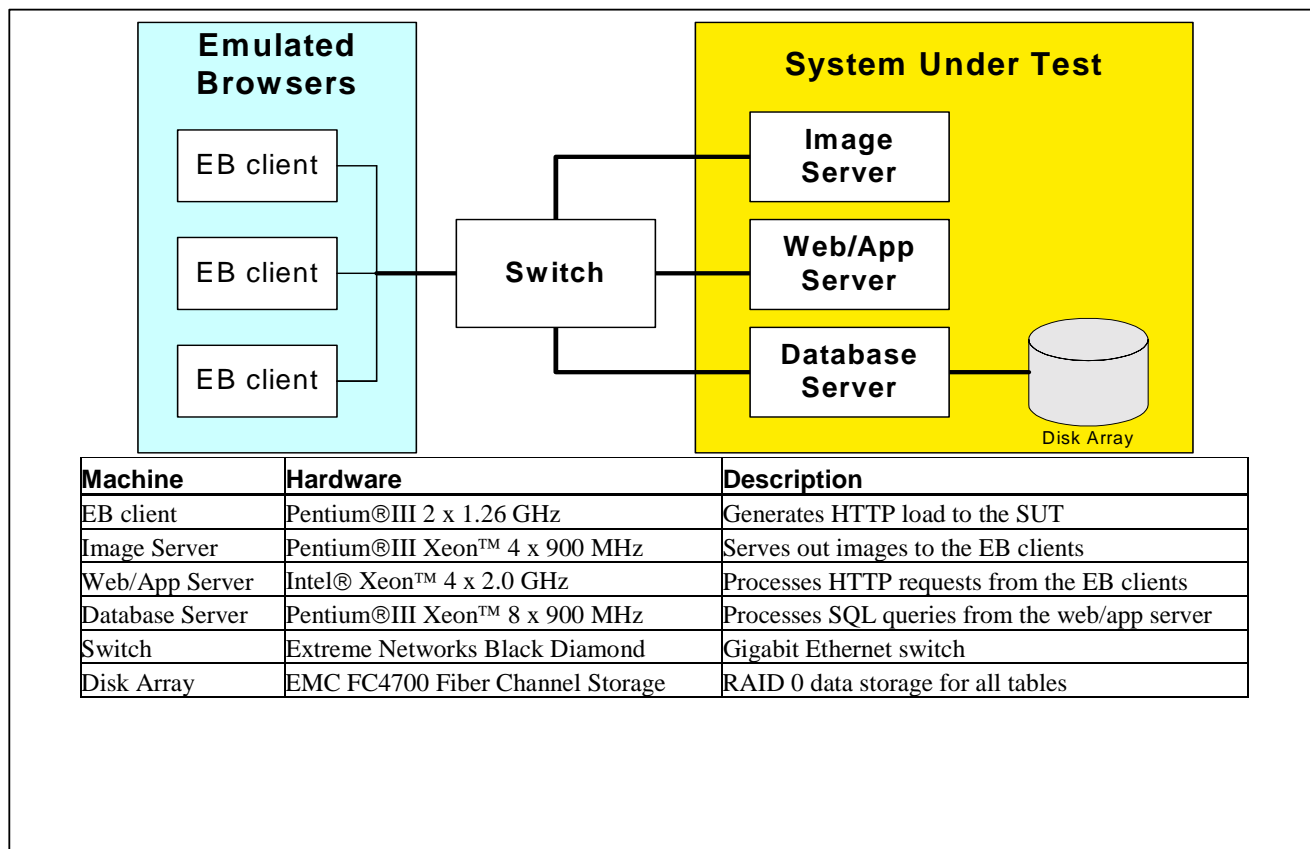 Emulated
Browsers
EB client
EB client
EB client
Switch
System Under Test
Image
Server
Web/App
Server
Database
Server
Disk Array
Machine Hardware Description
EB client Pentium®III 2 x 1.26 GHz Generates HTTP load to the SUT
Image Server Pentium®III Xeon™ 4 x 900 MHz Serves out images to the EB clients
Web/App Server Intel® Xeon™ 4 x 2.0 GHz Processes HTTP requests from the EB clients
Database Server Pentium®III Xeon™ 8 x 900 MHz Processes SQL queries from the web/app server
Switch Extreme Networks Black Diamond Gigabit Ethernet switch
Disk Array EMC FC4700 Fiber Channel Storage RAID 0 data storage for all tables